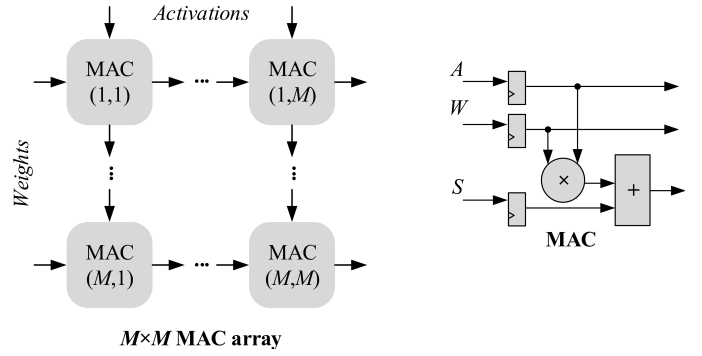 Activations
MAC
(1,1)
...
MAC
(1,M)
Weights
...
...
MAC
(M,1)
...
MAC
(M,M)
M×M MAC array
A
W
S
×
+
MAC